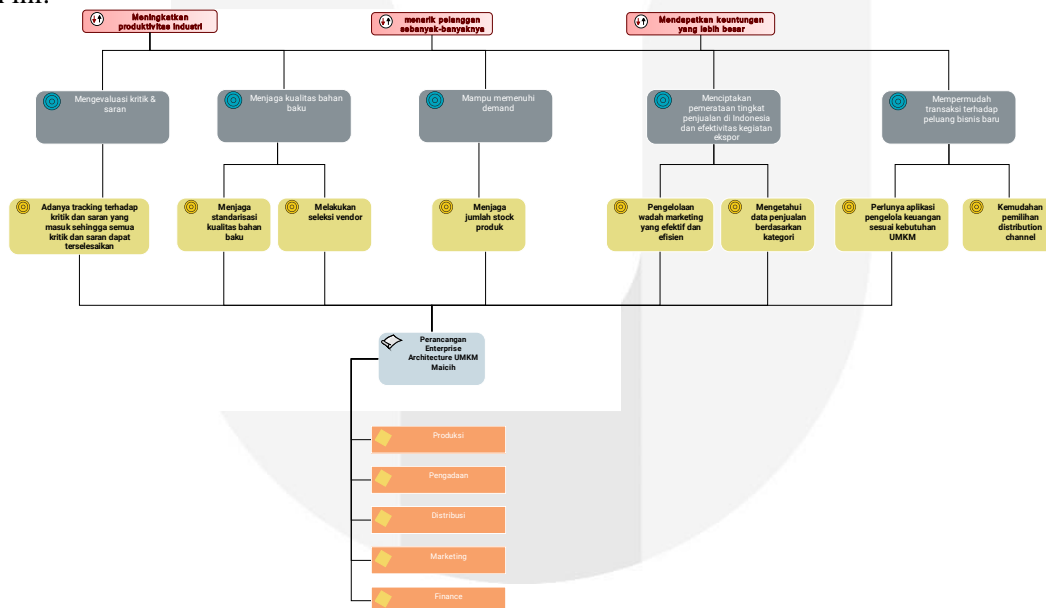 Meningkatkan
produktivitas industri
menarik pelanggan
sebanyak-banyaknya
Mendapatkan keuntungan
yang lebih besar
Mengevaluasi kritik &
saran
Menjaga kualitas bahan
baku
Mampu memenuhi
demand
Menciptakan
pemerataan tingkat
penjualan di Indonesia
dan efektivitas kegiatan
ekspor
Mempermudah
transaksi terhadap
peluang bisnis baru
Adanya tracking terhadap
kritik dan saran yang
masuk sehingga semua
kritik dan saran dapat
terselesaikan
Menjaga
standarisasi
kualitas bahan
baku
Melakukan
seleksi vendor
Menjaga
jumlah stock
produk
Pengelolaan
wadah marketing
yang efektif dan
efisien
Mengetahui
data penjualan
berdasarkan
kategori
Perlunya aplikasi
pengelola keuangan
sesuai kebutuhan
UMKM
Kemudahan
pemilihan
distribution
channel
Perancangan
Enterprise
Architecture UMKM
Maicih
Produksi
Pengadaan
Distribusi
Marketing
Finance